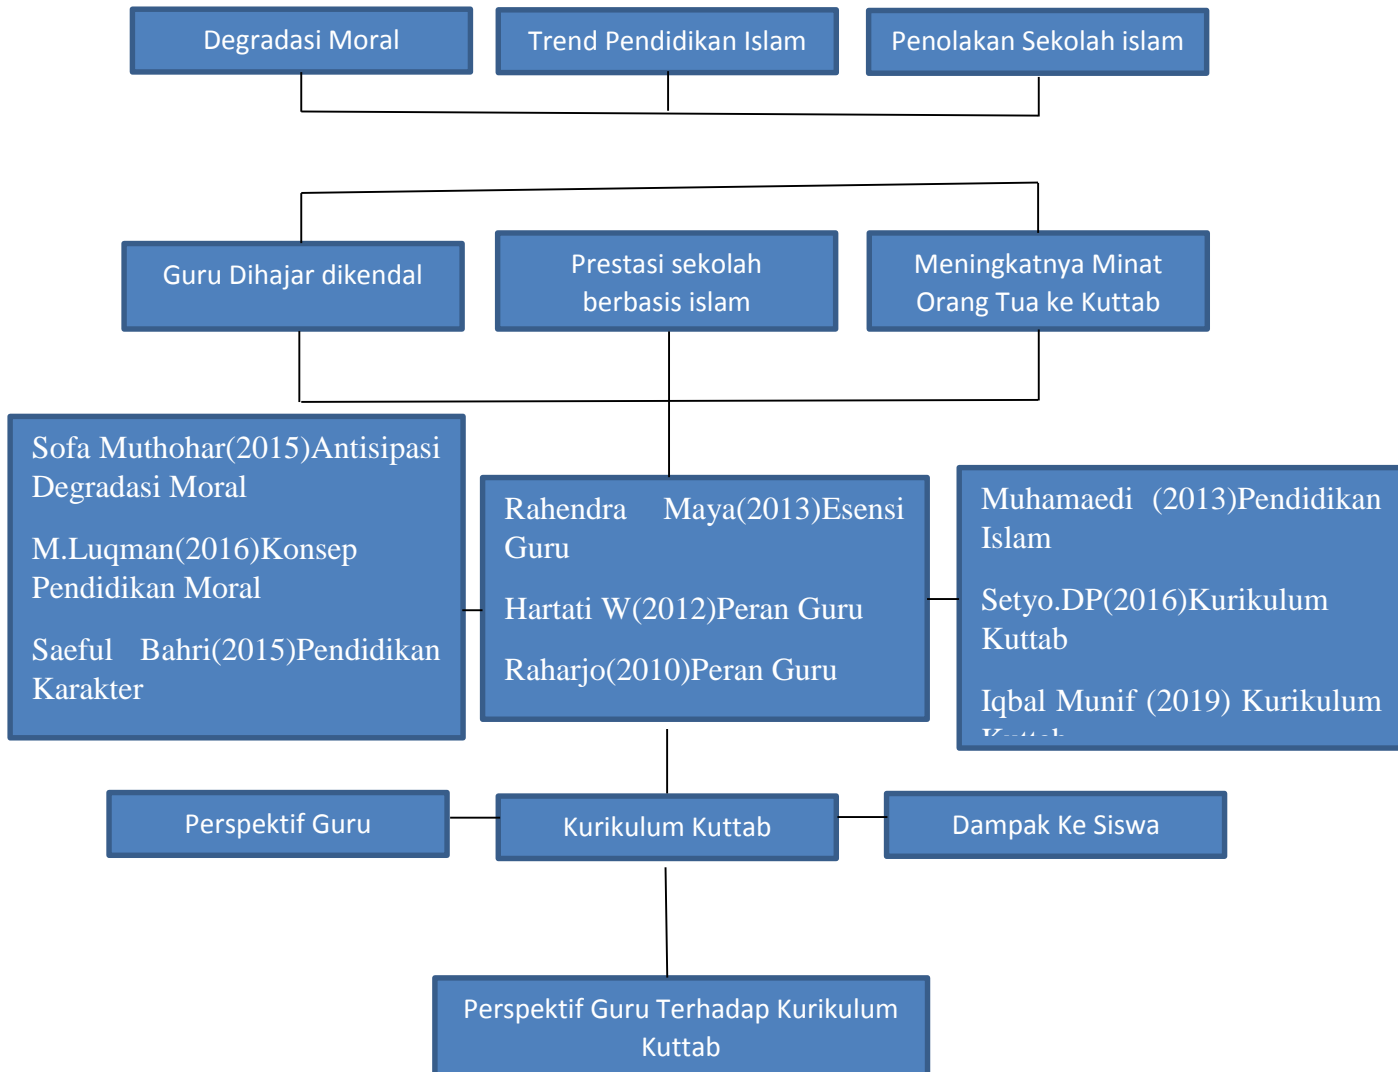 Degradasi Moral
Trend Pendidikan Islam
Penolakan Sekolah islam
Guru Dihajar dikendal
Prestasi sekolah
berbasis islam
Meningkatnya Minat
Orang Tua ke Kuttab
Sofa Muthohar(2015)Antisipasi
Degradasi Moral
M.Luqman(2016)Konsep
Pendidikan Moral
Saeful Bahri(2015)Pendidikan
Karakter
Rahendra Maya(2013)Esensi
Guru
Hartati W(2012)Peran Guru
Raharjo(2010)Peran Guru
Muhamaedi (2013)Pendidikan
Islam
Setyo.DP(2016)Kurikulum
Kuttab
Iqbal Munif (2019) Kurikulum
Perspektif Guru
Kurikulum Kuttab
Dampak Ke Siswa
Perspektif Guru Terhadap Kurikulum
Kuttab